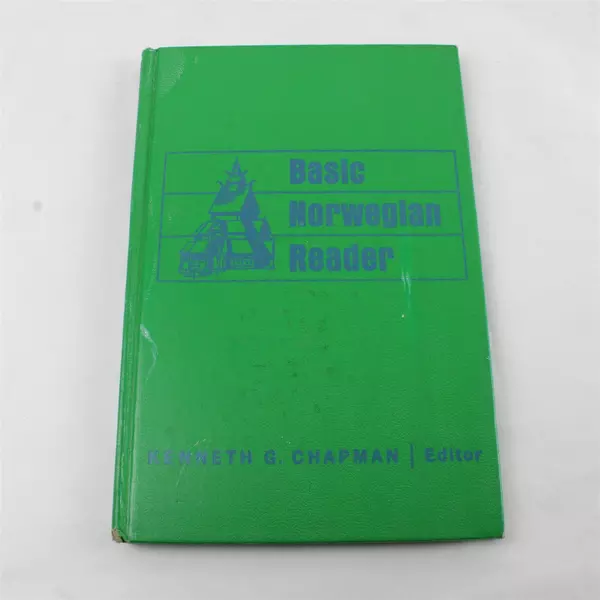 Basic
Norwegian
Reader
KENNETH G. CHAPMAN | Editor